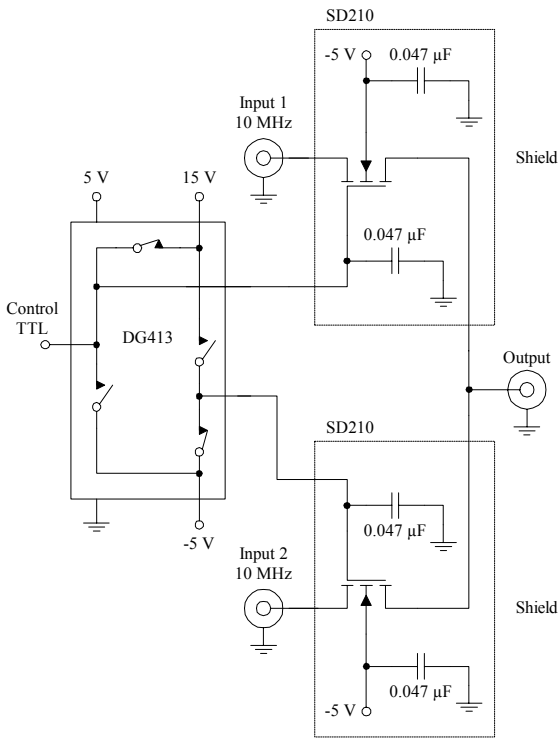 SD210
-5 V
0.047 µF
Input 1
10 MHz
Shield
5 V
15 V
0.047 µF
Control
TTL
DG413
Output
SD210
-5 V
0.047 µF
Input 2
10 MHz
Shield
0.047 µF
-5 V